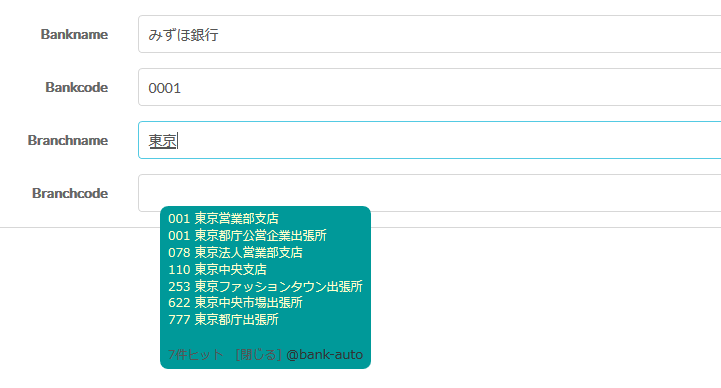 Bankname みずほ銀行
Bankcode 0001
Branchname 東京
Branchcode
001 東京営業部支店
001 東京都庁公営企業出張所
078 東京法人営業部支店
110 東京中央支店
253 東京ファッションタウン出張所
622 東京中央市場出張所
777 東京都庁出張所
7件ヒット [閉じる] @bank-auto